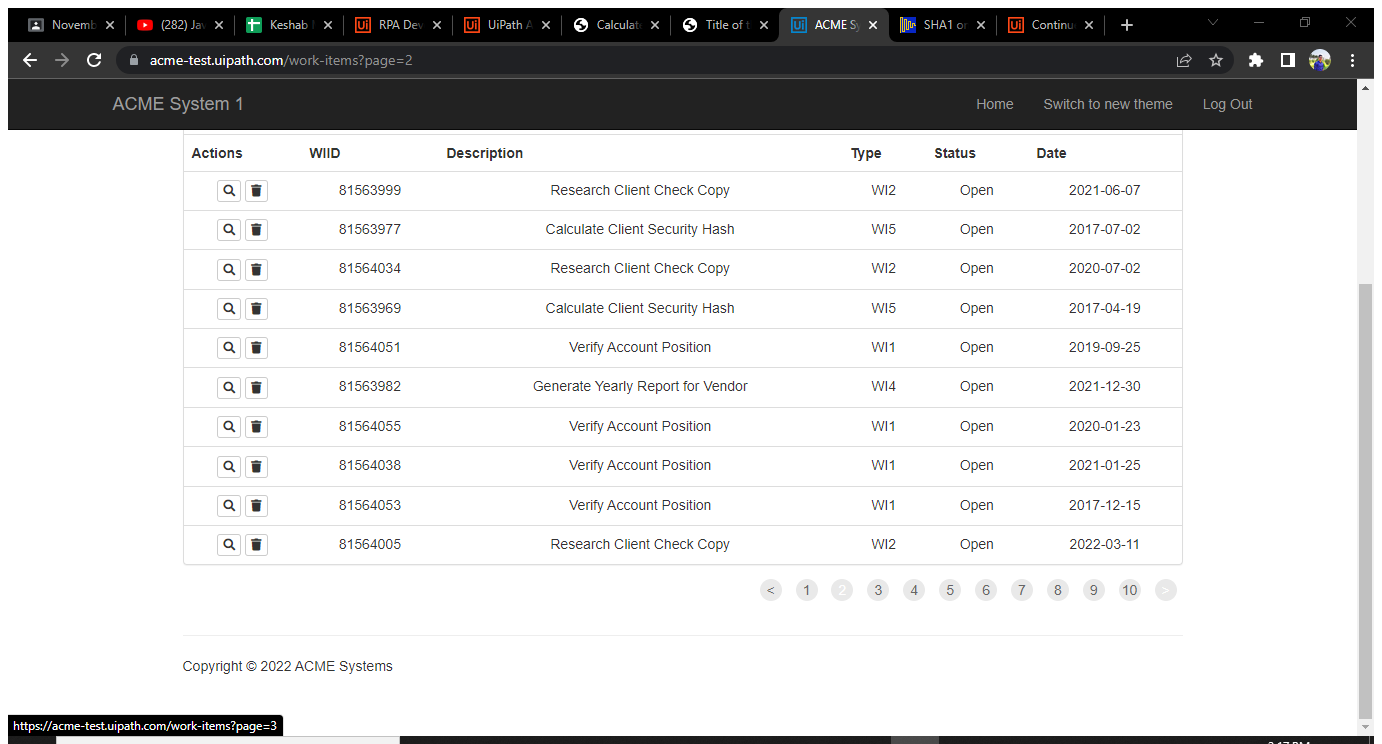 Novemb (282) Jav Keshab RPA Dev UiPath A Calculat Title of t ACME Sy SHA1 or Continu
acme-test.uipath.com/work-items?page=2
ACME System 1 Home Switch to new theme Log Out
Actions WIID Description Type Status Date
81563999 Research Client Check Copy WI2 Open 2021-06-07
81563977 Calculate Client Security Hash WI5 Open 2017-07-02
81564034 Research Client Check Copy WI2 Open 2020-07-02
81563969 Calculate Client Security Hash WI5 Open 2017-04-19
81564051 Verify Account Position WI1 Open 2019-09-25
81563982 Generate Yearly Report for Vendor WI4 Open 2021-12-30
81564055 Verify Account Position WI1 Open 2020-01-23
81564038 Verify Account Position WI1 Open 2021-01-25
81564053 Verify Account Position WI1 Open 2017-12-15
81564005 Research Client Check Copy WI2 Open 2022-03-11
< 1 2 3 4 5 6 7 8 9 10 >
Copyright © 2022 ACME Systems
https://acme-test.uipath.com/work-items?page=3